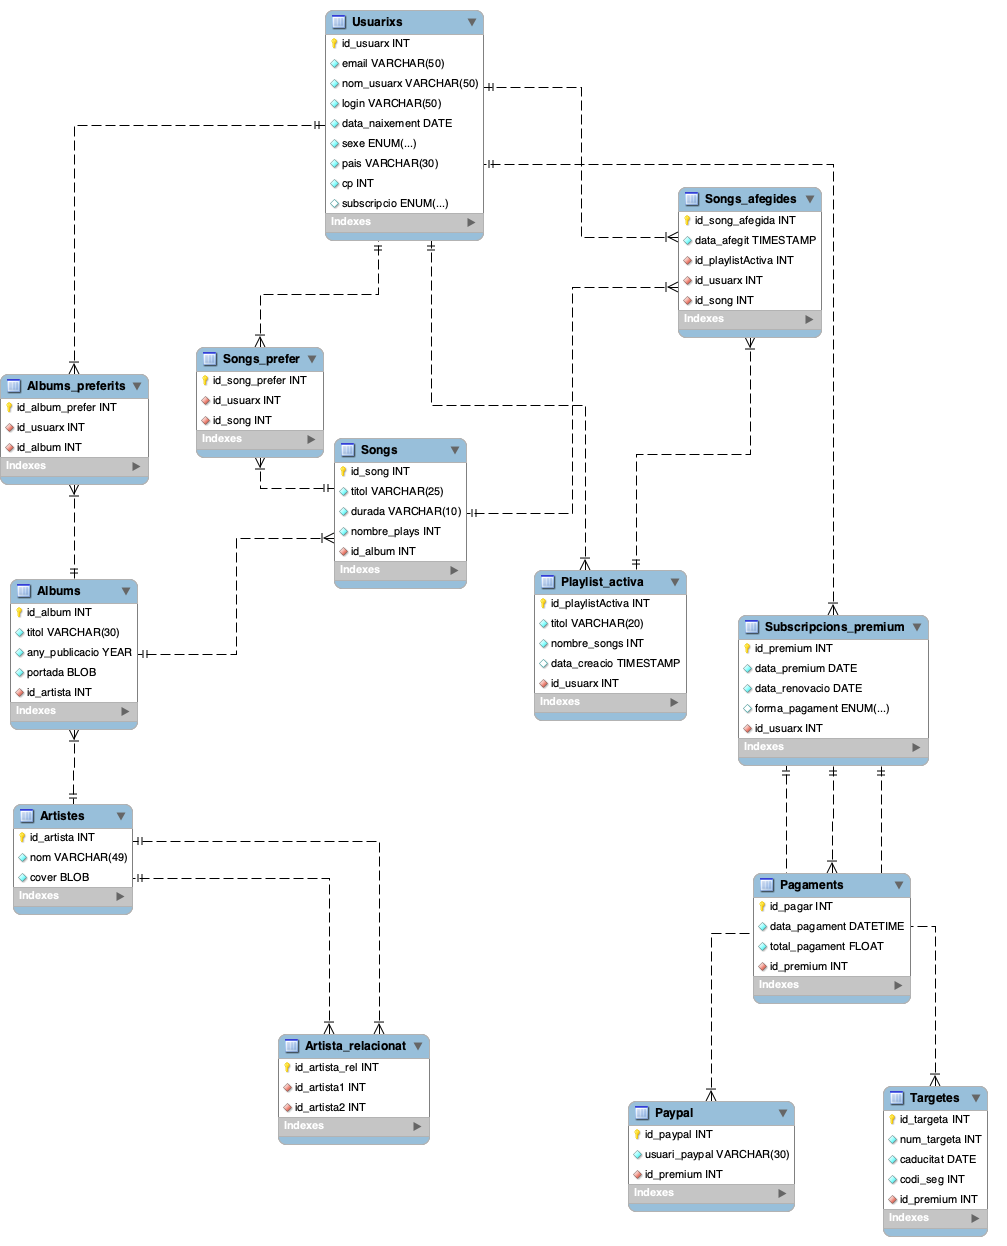 Usuarixs
id_usuarx INT
email VARCHAR(50)
nom_usuarx VARCHAR(50)
login VARCHAR(50)
data_naixement DATE
sexe ENUM(...)
pais VARCHAR(30)
cp INT
subscripcio ENUM(...)
Indexes
Songs_afegides
id_song_afegida INT
data_afegit TIMESTAMP
id_playlistActiva INT
id_usuarx INT
id_song INT
Indexes
Songs_prefer
id_song_prefer INT
id_usuarx INT
id_song INT
Indexes
Albums_preferits
id_album_prefer INT
id_usuarx INT
id_album INT
Indexes
Songs
id_song INT
titol VARCHAR(25)
durada VARCHAR(10)
nombre_plays INT
id_album INT
Indexes
Playlist_activa
id_playlistActiva INT
titol VARCHAR(20)
nombre_songs INT
data_creacio TIMESTAMP
id_usuarx INT
Indexes
Albums
id_album INT
titol VARCHAR(30)
any_publicacio YEAR
portada BLOB
id_artista INT
Indexes
Subscripcions_premium
id_premium INT
data_premium DATE
data_renovacio DATE
forma_pagament ENUM(...)
id_usuarx INT
Indexes
Artistes
id_artista INT
nom VARCHAR(49)
cover BLOB
Indexes
Pagaments
id_pagar INT
data_pagament DATETIME
total_pagament FLOAT
id_premium INT
Indexes
Artista_relacionat
id_artista_rel INT
id_artista1 INT
id_artista2 INT
Indexes
Paypal
id_paypal INT
usuari_paypal VARCHAR(30)
id_premium INT
Indexes
Targetes
id_targeta INT
num_targeta INT
caducitat DATE
codi_seg INT
id_premium INT
Indexes